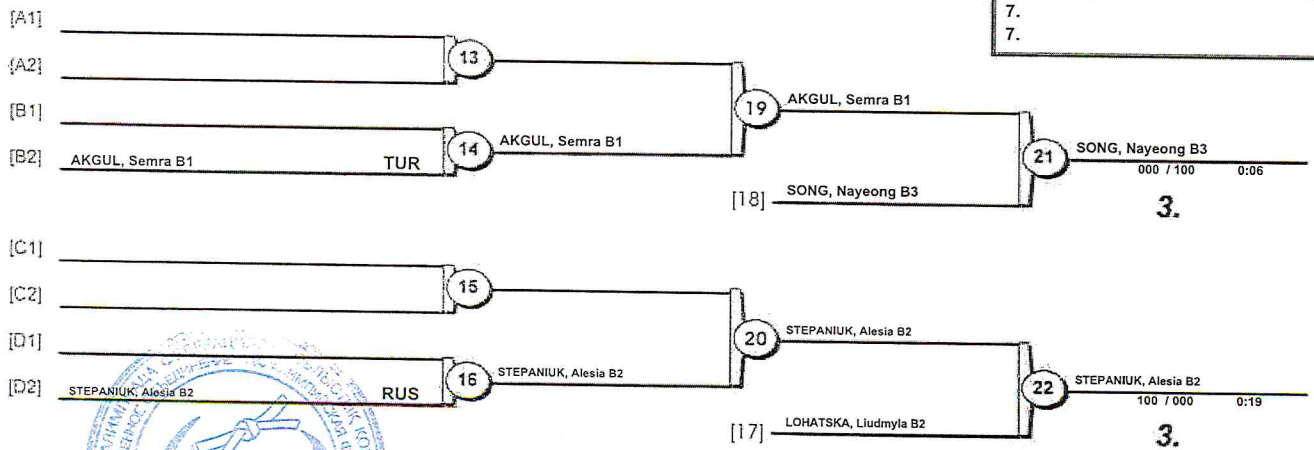 7.
7.
[A1]
13
[A2]
[B1]
19 AKGUL, Semra B1
14 AKGUL, Semra B1
[B2] AKGUL, Semra B1 TUR
21 SONG, Nayeong B3
000 / 100 0:06
[18] SONG, Nayeong B3
3.
[C1]
15
[C2]
[D1]
20 STEPANIUK, Alesia B2
16 STEPANIUK, Alesia B2
[D2] STEPANIUK, Alesia B2 RUS
22 STEPANIUK, Alesia B2
100 / 000 0:19
[17] LOHATSKA, Liudmyla B2
3.